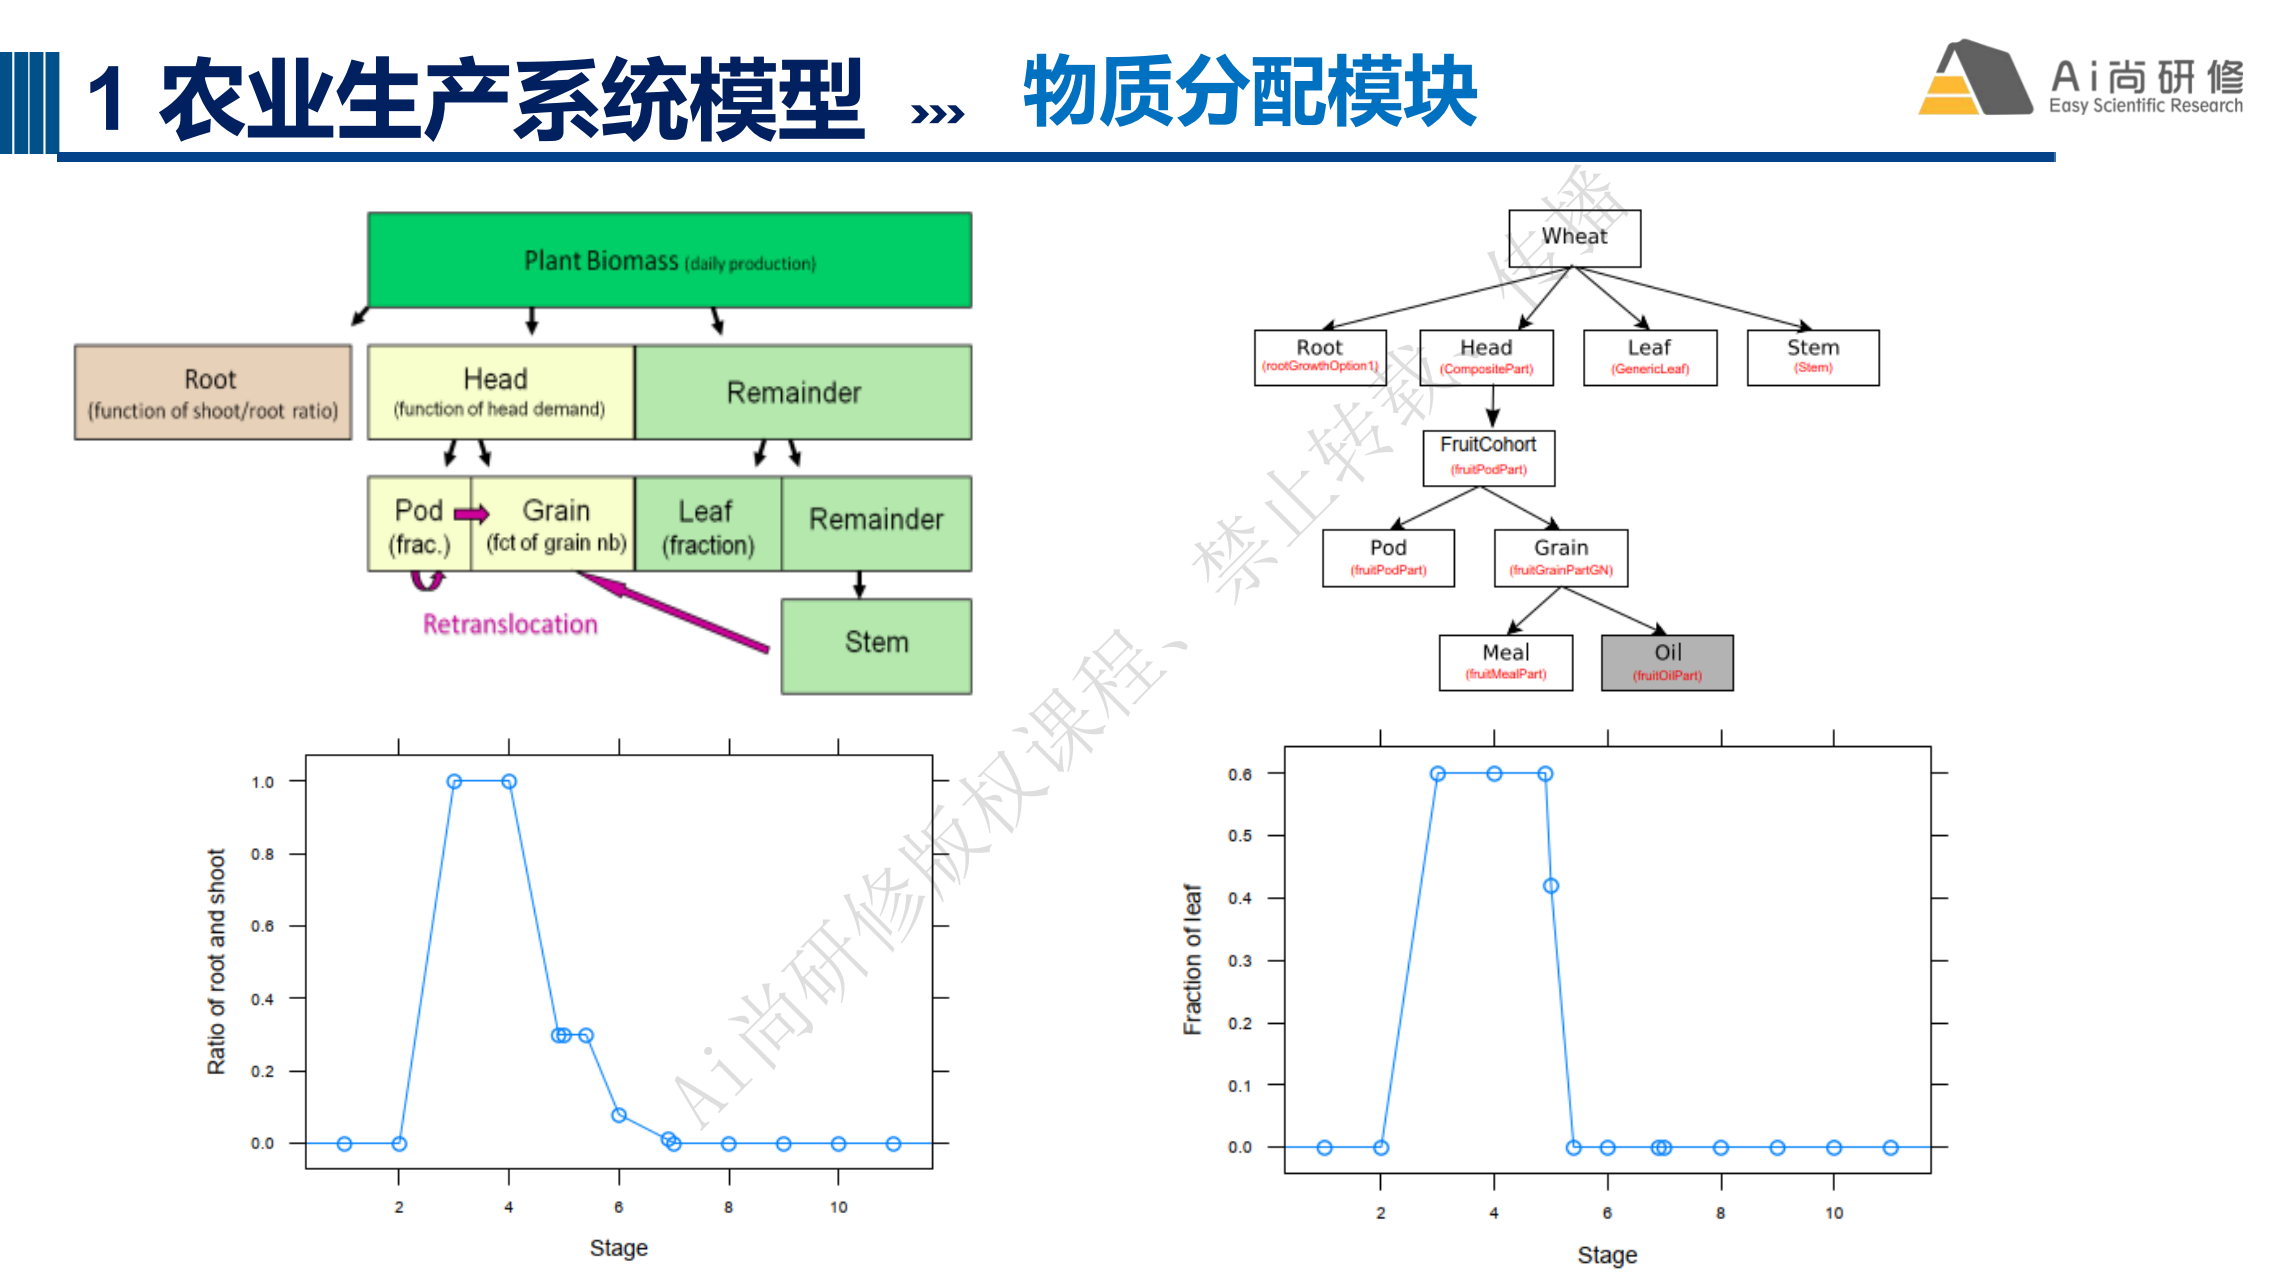 1 农业生产系统模型 ››› 物质分配模块
Ai尚研修
Easy Scientific Research
Plant Biomass (daily production)
Root
(function of shoot/root ratio)
Head
(function of head demand)
Remainder
Pod
(frac.)
Grain
(fct of grain nb)
Leaf
(fraction)
Remainder
Retranslocation
Stem
Wheat
Root
(rootGrowthOption1)
Head
(CompositePart)
Leaf
(GenericLeaf)
Stem
(Stem)
FruitCohort
(fruitPodPart)
Pod
(fruitPodPart)
Grain
(fruitGrainPartGN)
Meal
(fruitMealPart)
Oil
(fruitOilPart)
Ratio of root and shoot
1.0
0.8
0.6
0.4
0.2
0.0
2 4 6 8 10
Stage
Fraction of leaf
0.6
0.5
0.4
0.3
0.2
0.1
0.0
2 4 6 8 10
Stage
Ai尚研修版权课程、禁止转载、传播